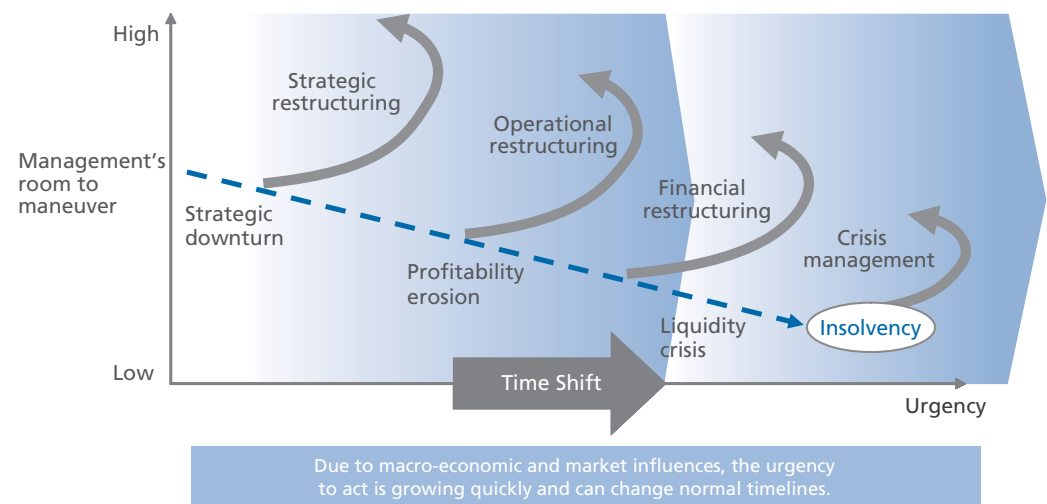 High
Strategic
restructuring
Operational
restructuring
Management's
room to
maneuver
Financial
restructuring
Strategic
downturn
Crisis
management
Profitability
erosion
Liquidity
crisis
Insolvency
Low
Time Shift
Urgency
Due to macro-economic and market influences, the urgency
to act is growing quickly and can change normal timelines.